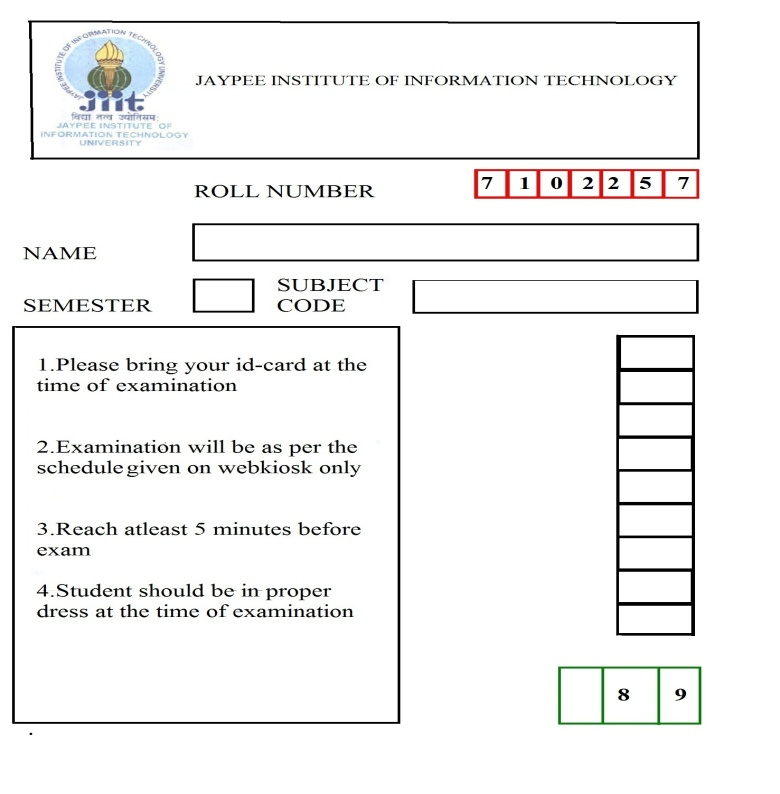 JAYPEE INSTITUTE OF INFORMATION TECHNOLOGY UNIVERSITY
jiit
विद्या तत्व ज्योतिसमः
JAYPEE INSTITUTE OF
INFORMATION TECHNOLOGY
UNIVERSITY
JAYPEE INSTITUTE OF INFORMATION TECHNOLOGY
ROLL NUMBER 7 1 0 2 2 5 7
NAME
SEMESTER
SUBJECT
CODE
1.Please bring your id-card at the
time of examination
2.Examination will be as per the
schedule given on webkiosk only
3.Reach atleast 5 minutes before
exam
4.Student should be in proper
dress at the time of examination
8 9
.